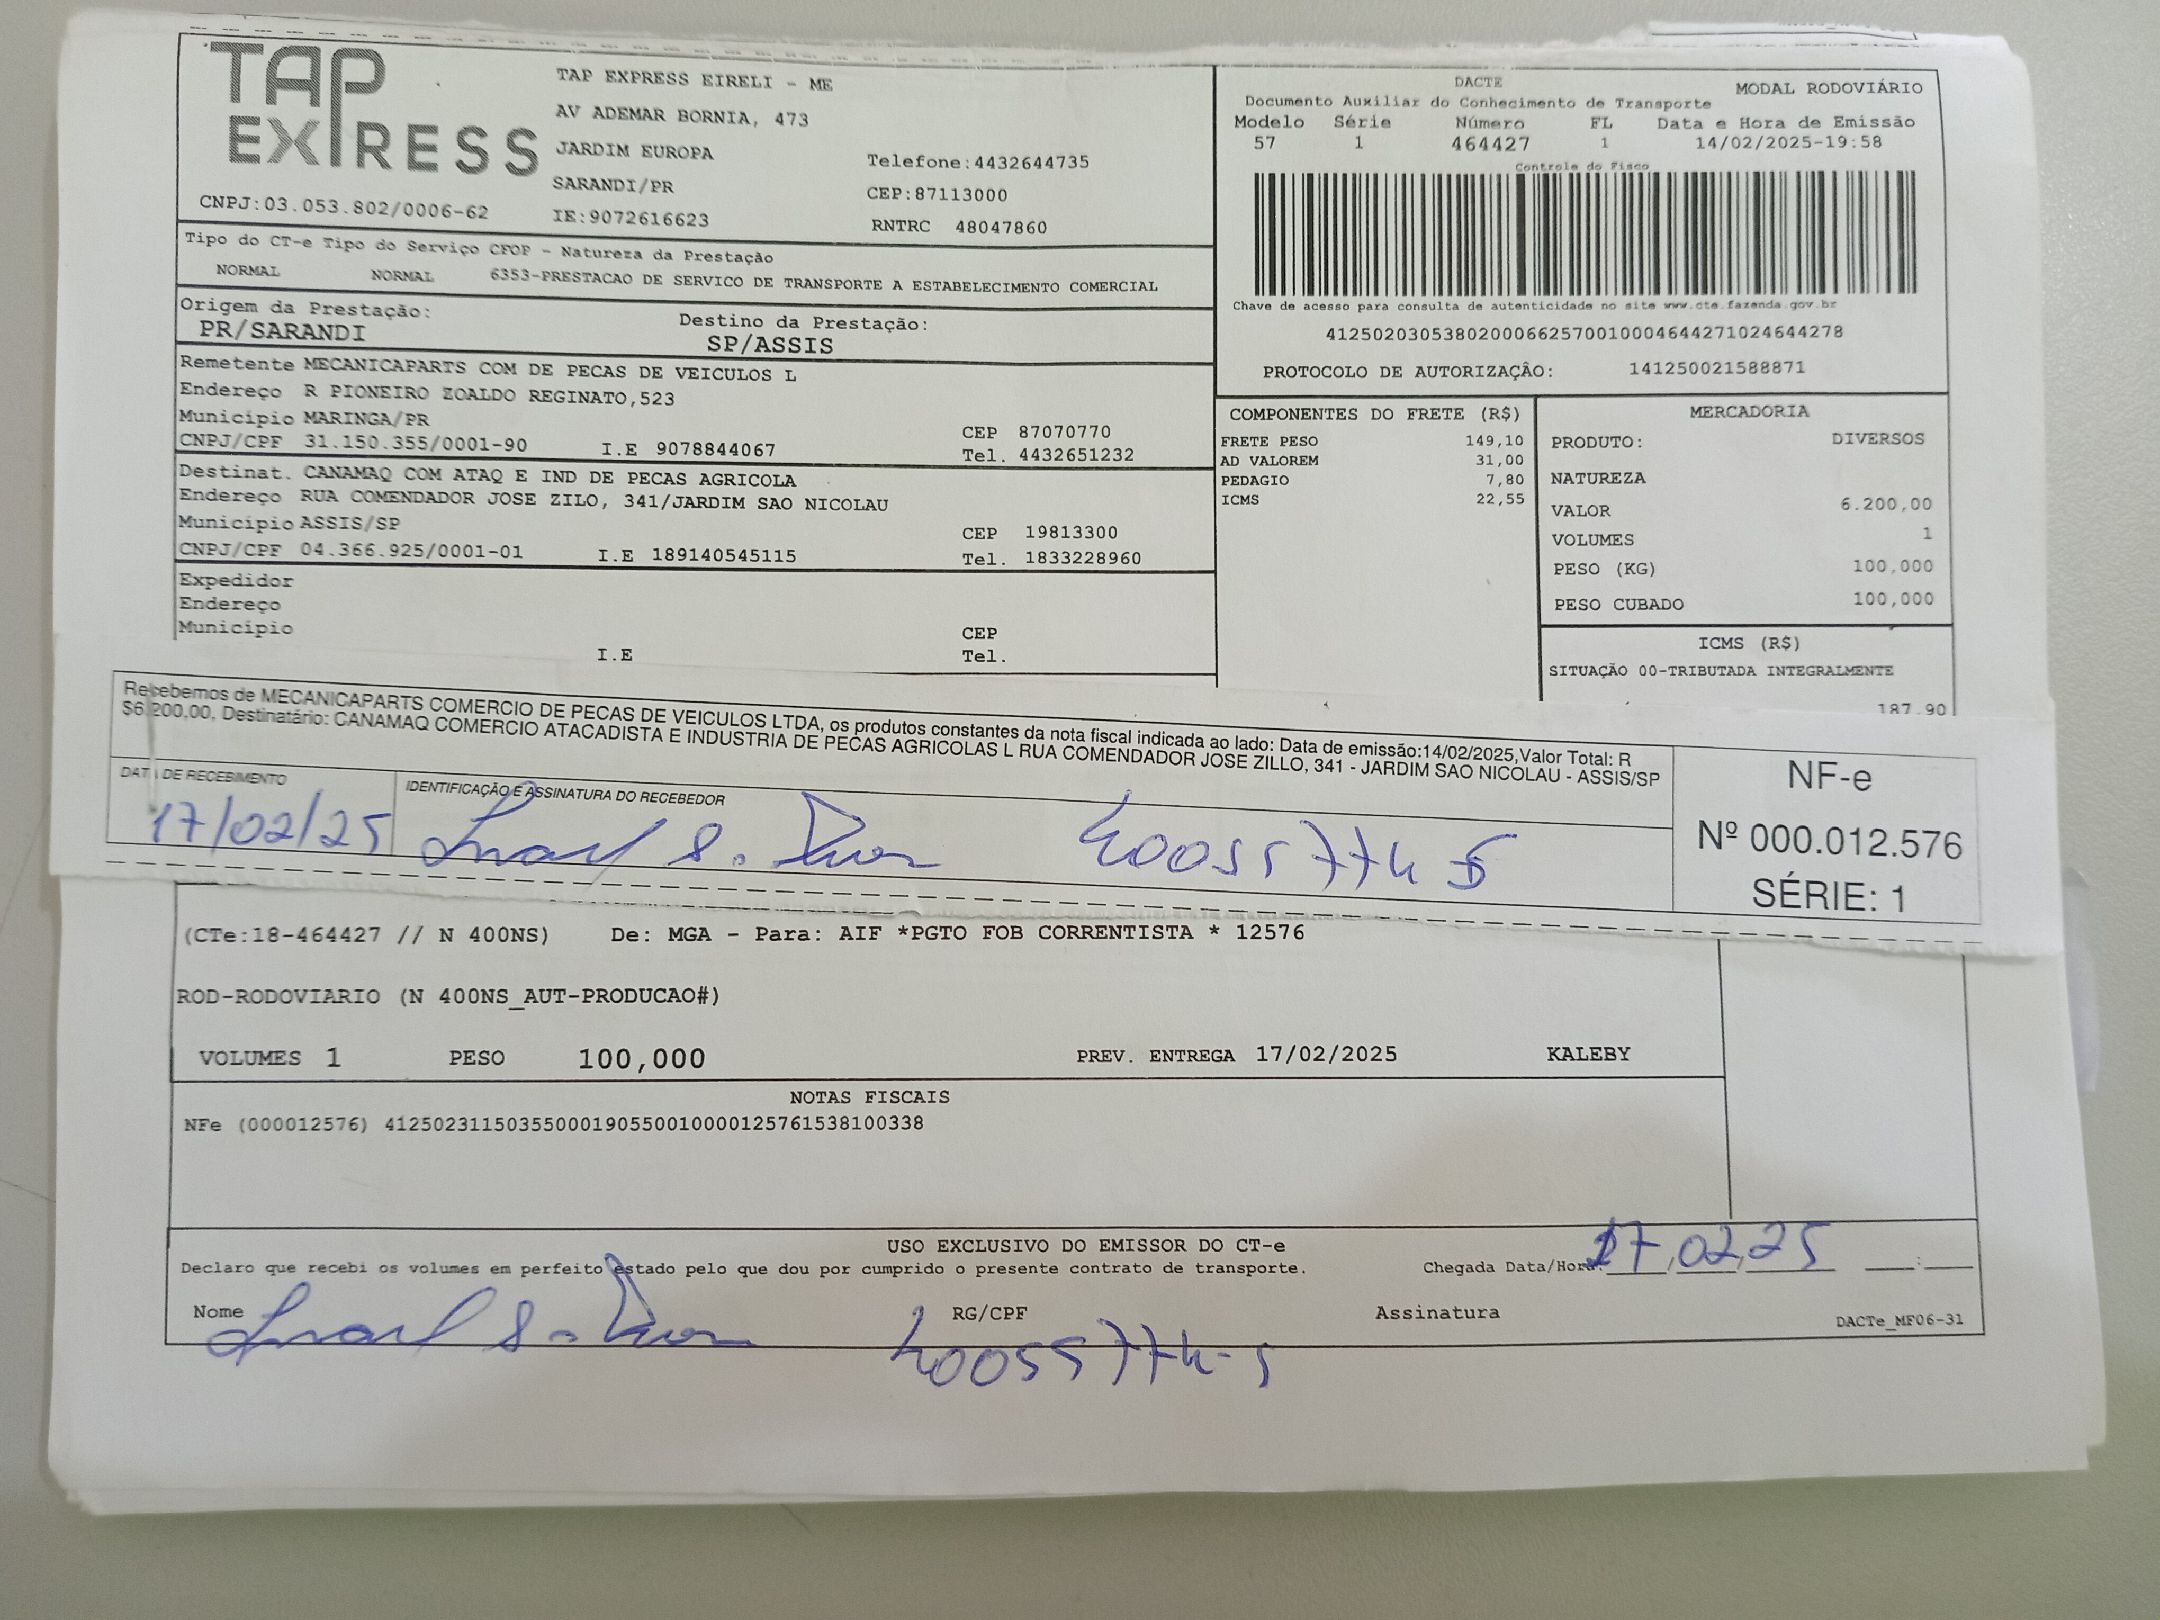 TAP EXPRESS
TAP EXPRESS EIRELI - ME
AV ADEMAR BORNIA, 473
JARDIM EUROPA
SARANDI/PR
IE:9072616623
Telefone:4432644735
CEP:87113000
RNTRC 48047860
CNPJ:03.053.802/0006-62
DACTE
MODAL RODOVIÁRIO
Documento Auxiliar do Conhecimento de Transporte
Modelo Série Número FL Data e Hora de Emissão
57 1 464427 1 14/02/2025-19:58
Controle do Fisco
Chave de acesso para consulta de autenticidade no site www.cte.fazenda.gov.br
41250203053802000662570010004644271024644278
PROTOCOLO DE AUTORIZAÇÃO: 141250021588871
Tipo do CT-e Tipo do Serviço CFOP - Natureza da Prestação
NORMAL NORMAL 6353-PRESTACAO DE SERVICO DE TRANSPORTE A ESTABELECIMENTO COMERCIAL
Origem da Prestação: Destino da Prestação:
PR/SARANDI SP/ASSIS
Remetente MECANICAPARTS COM DE PECAS DE VEICULOS L
Endereço R PIONEIRO ZOALDO REGINATO,523
Município MARINGA/PR CEP 87070770
CNPJ/CPF 31.150.355/0001-90 I.E 9078844067 Tel. 4432651232
Destinat. CANAMAQ COM ATAQ E IND DE PECAS AGRICOLA
Endereço RUA COMENDADOR JOSE ZILO, 341/JARDIM SAO NICOLAU
Município ASSIS/SP CEP 19813300
CNPJ/CPF 04.366.925/0001-01 I.E 189140545115 Tel. 1833228960
Expedidor
Endereço
Município CEP
I.E Tel.
COMPONENTES DO FRETE (R$)
FRETE PESO 149,10
AD VALOREM 31,00
PEDAGIO 7,80
ICMS 22,55
MERCADORIA
PRODUTO: DIVERSOS
NATUREZA
VALOR 6.200,00
VOLUMES 1
PESO (KG) 100,000
PESO CUBADO 100,000
ICMS (R$)
SITUAÇÃO 00-TRIBUTADA INTEGRALMENTE
187,90
Recebemos de MECANICAPARTS COMERCIO DE PECAS DE VEICULOS LTDA, os produtos constantes da nota fiscal indicada ao lado: Data de emissão:14/02/2025,Valor Total: R
$6.200,00, Destinatário: CANAMAQ COMERCIO ATACADISTA E INDUSTRIA DE PECAS AGRICOLAS L RUA COMENDADOR JOSE ZILLO, 341 - JARDIM SAO NICOLAU - ASSIS/SP
DATA DE RECEBIMENTO IDENTIFICAÇÃO E ASSINATURA DO RECEBEDOR
17/02/25
NF-e
Nº 000.012.576
SÉRIE: 1
(CTe:18-464427 // N 400NS) De: MGA - Para: AIF *PGTO FOB CORRENTISTA * 12576
ROD-RODOVIARIO (N 400NS_AUT-PRODUCAO#)
VOLUMES 1 PESO 100,000 PREV. ENTREGA 17/02/2025 KALEBY
NOTAS FISCAIS
NFe (000012576) 41250231150355000190550010000125761538100338
USO EXCLUSIVO DO EMISSOR DO CT-e
Declaro que recebi os volumes em perfeito estado pelo que dou por cumprido o presente contrato de transporte. Chegada Data/Hora: 17,02,25
Nome RG/CPF Assinatura
DACTe_MF06-31